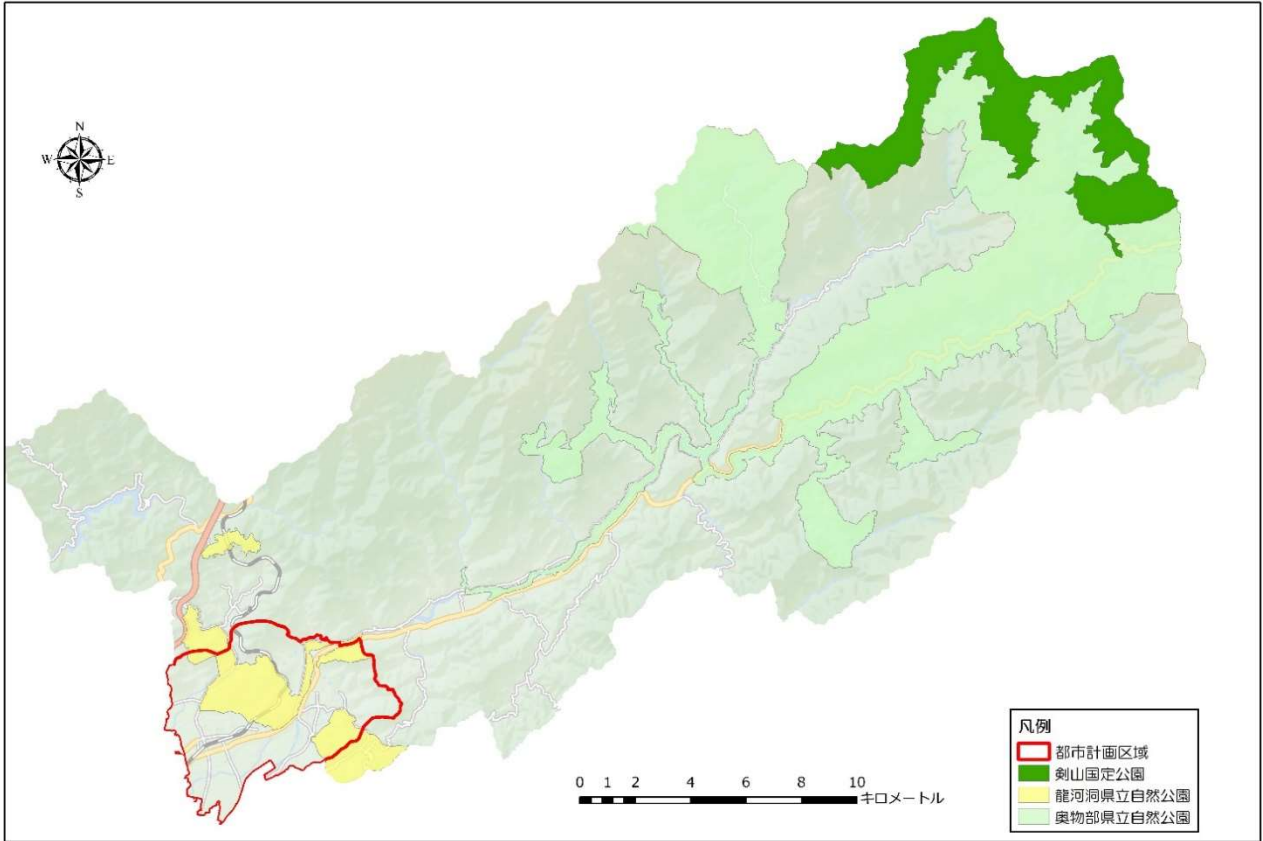 N
W E
S
0 1 2 4 6 8 10
キロメートル
凡例
都市計画区域
剣山国定公園
龍河洞県立自然公園
奥物部県立自然公園